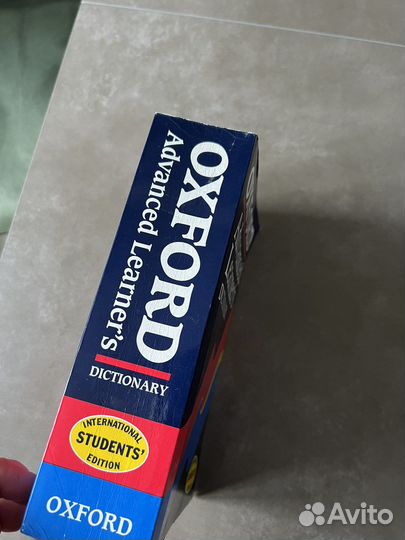 OXFORD
Advanced Learner's
DICTIONARY
INTERNATIONAL
STUDENTS'
EDITION
OXFORD
Avito